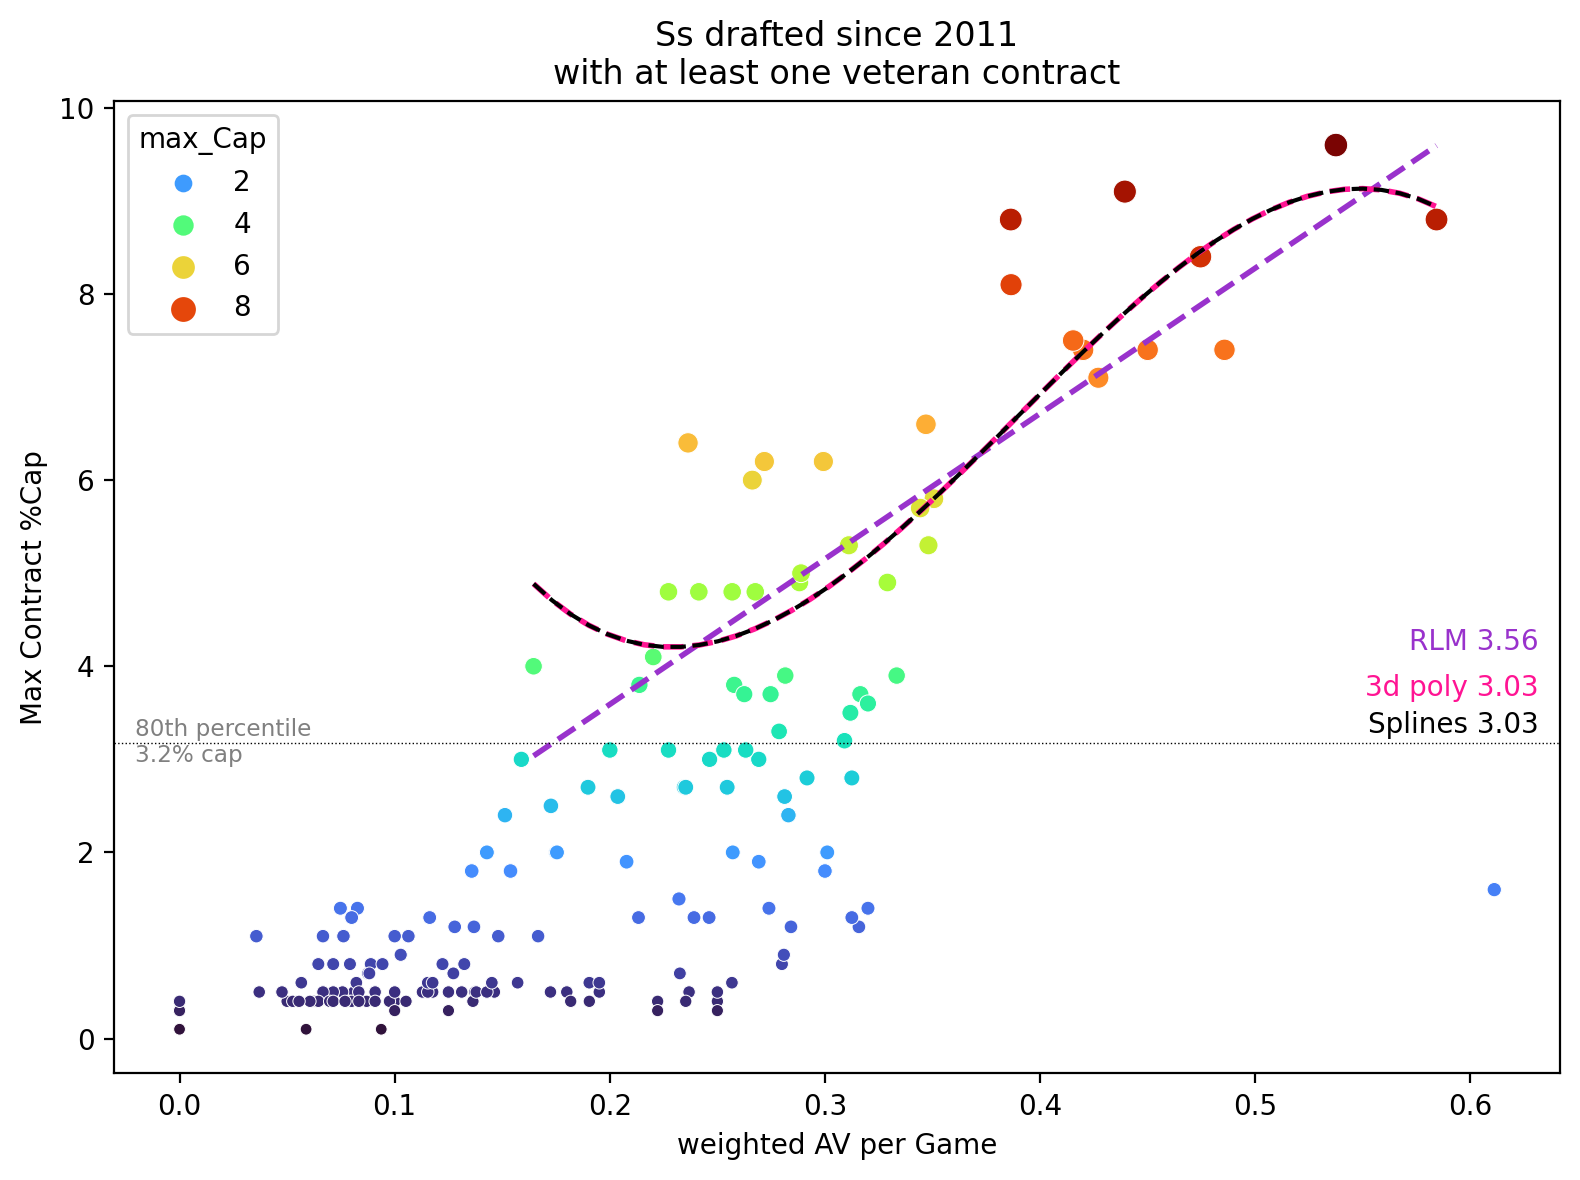 Ss drafted since 2011
with at least one veteran contract
max_Cap
2
4
6
8
10
8
6
4
2
0
Max Contract %Cap
80th percentile
3.2% cap
RLM 3.56
3d poly 3.03
Splines 3.03
0.0 0.1 0.2 0.3 0.4 0.5 0.6
weighted AV per Game